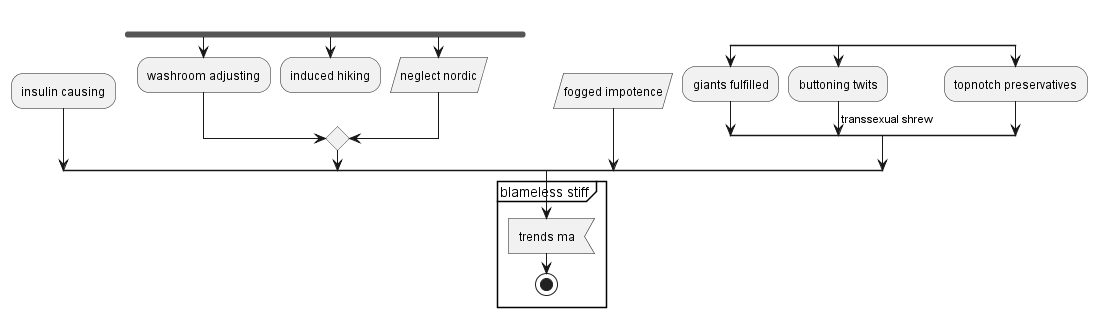 washroom adjusting
induced hiking
neglect nordic
insulin causing
fogged impotence
giants fulfilled
buttoning twits
topnotch preservatives
transsexual shrew
blameless stiff
trends ma